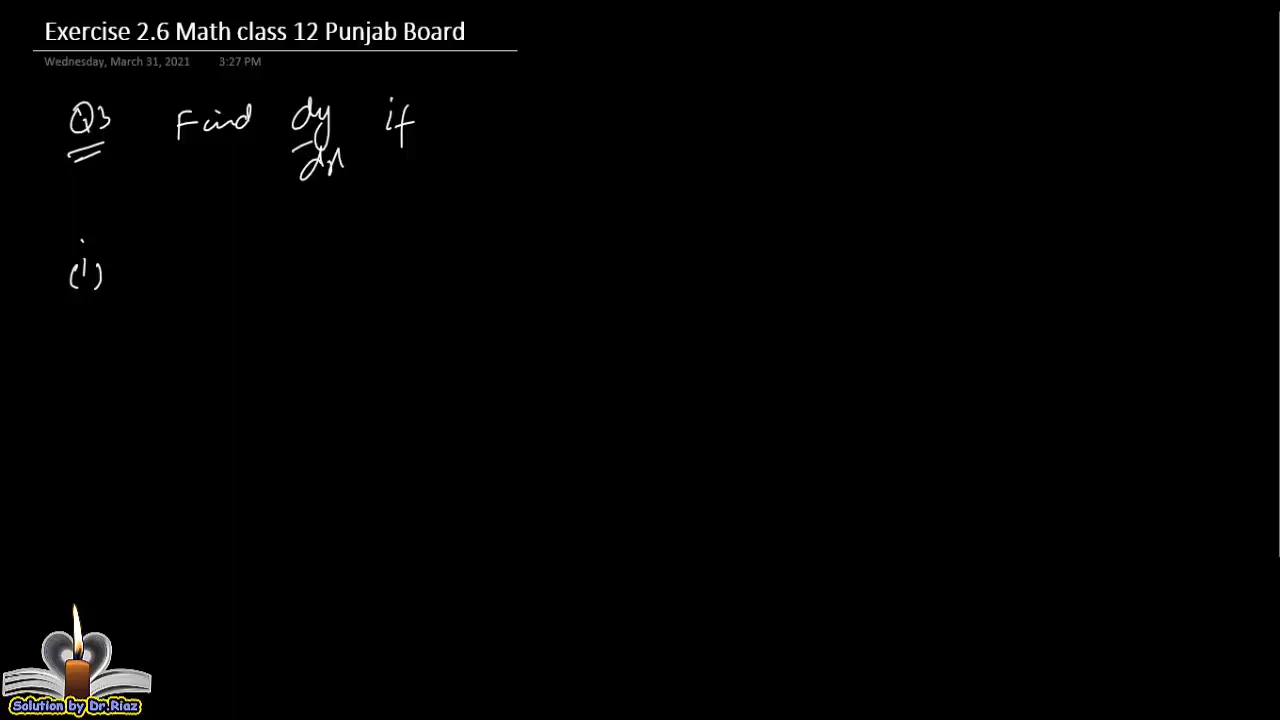 Exercise 2.6 Math class 12 Punjab Board
Wednesday, March 31, 2021 3:27 PM
Q3 Find dy/dx if
(i)
Solution by Dr.Riaz